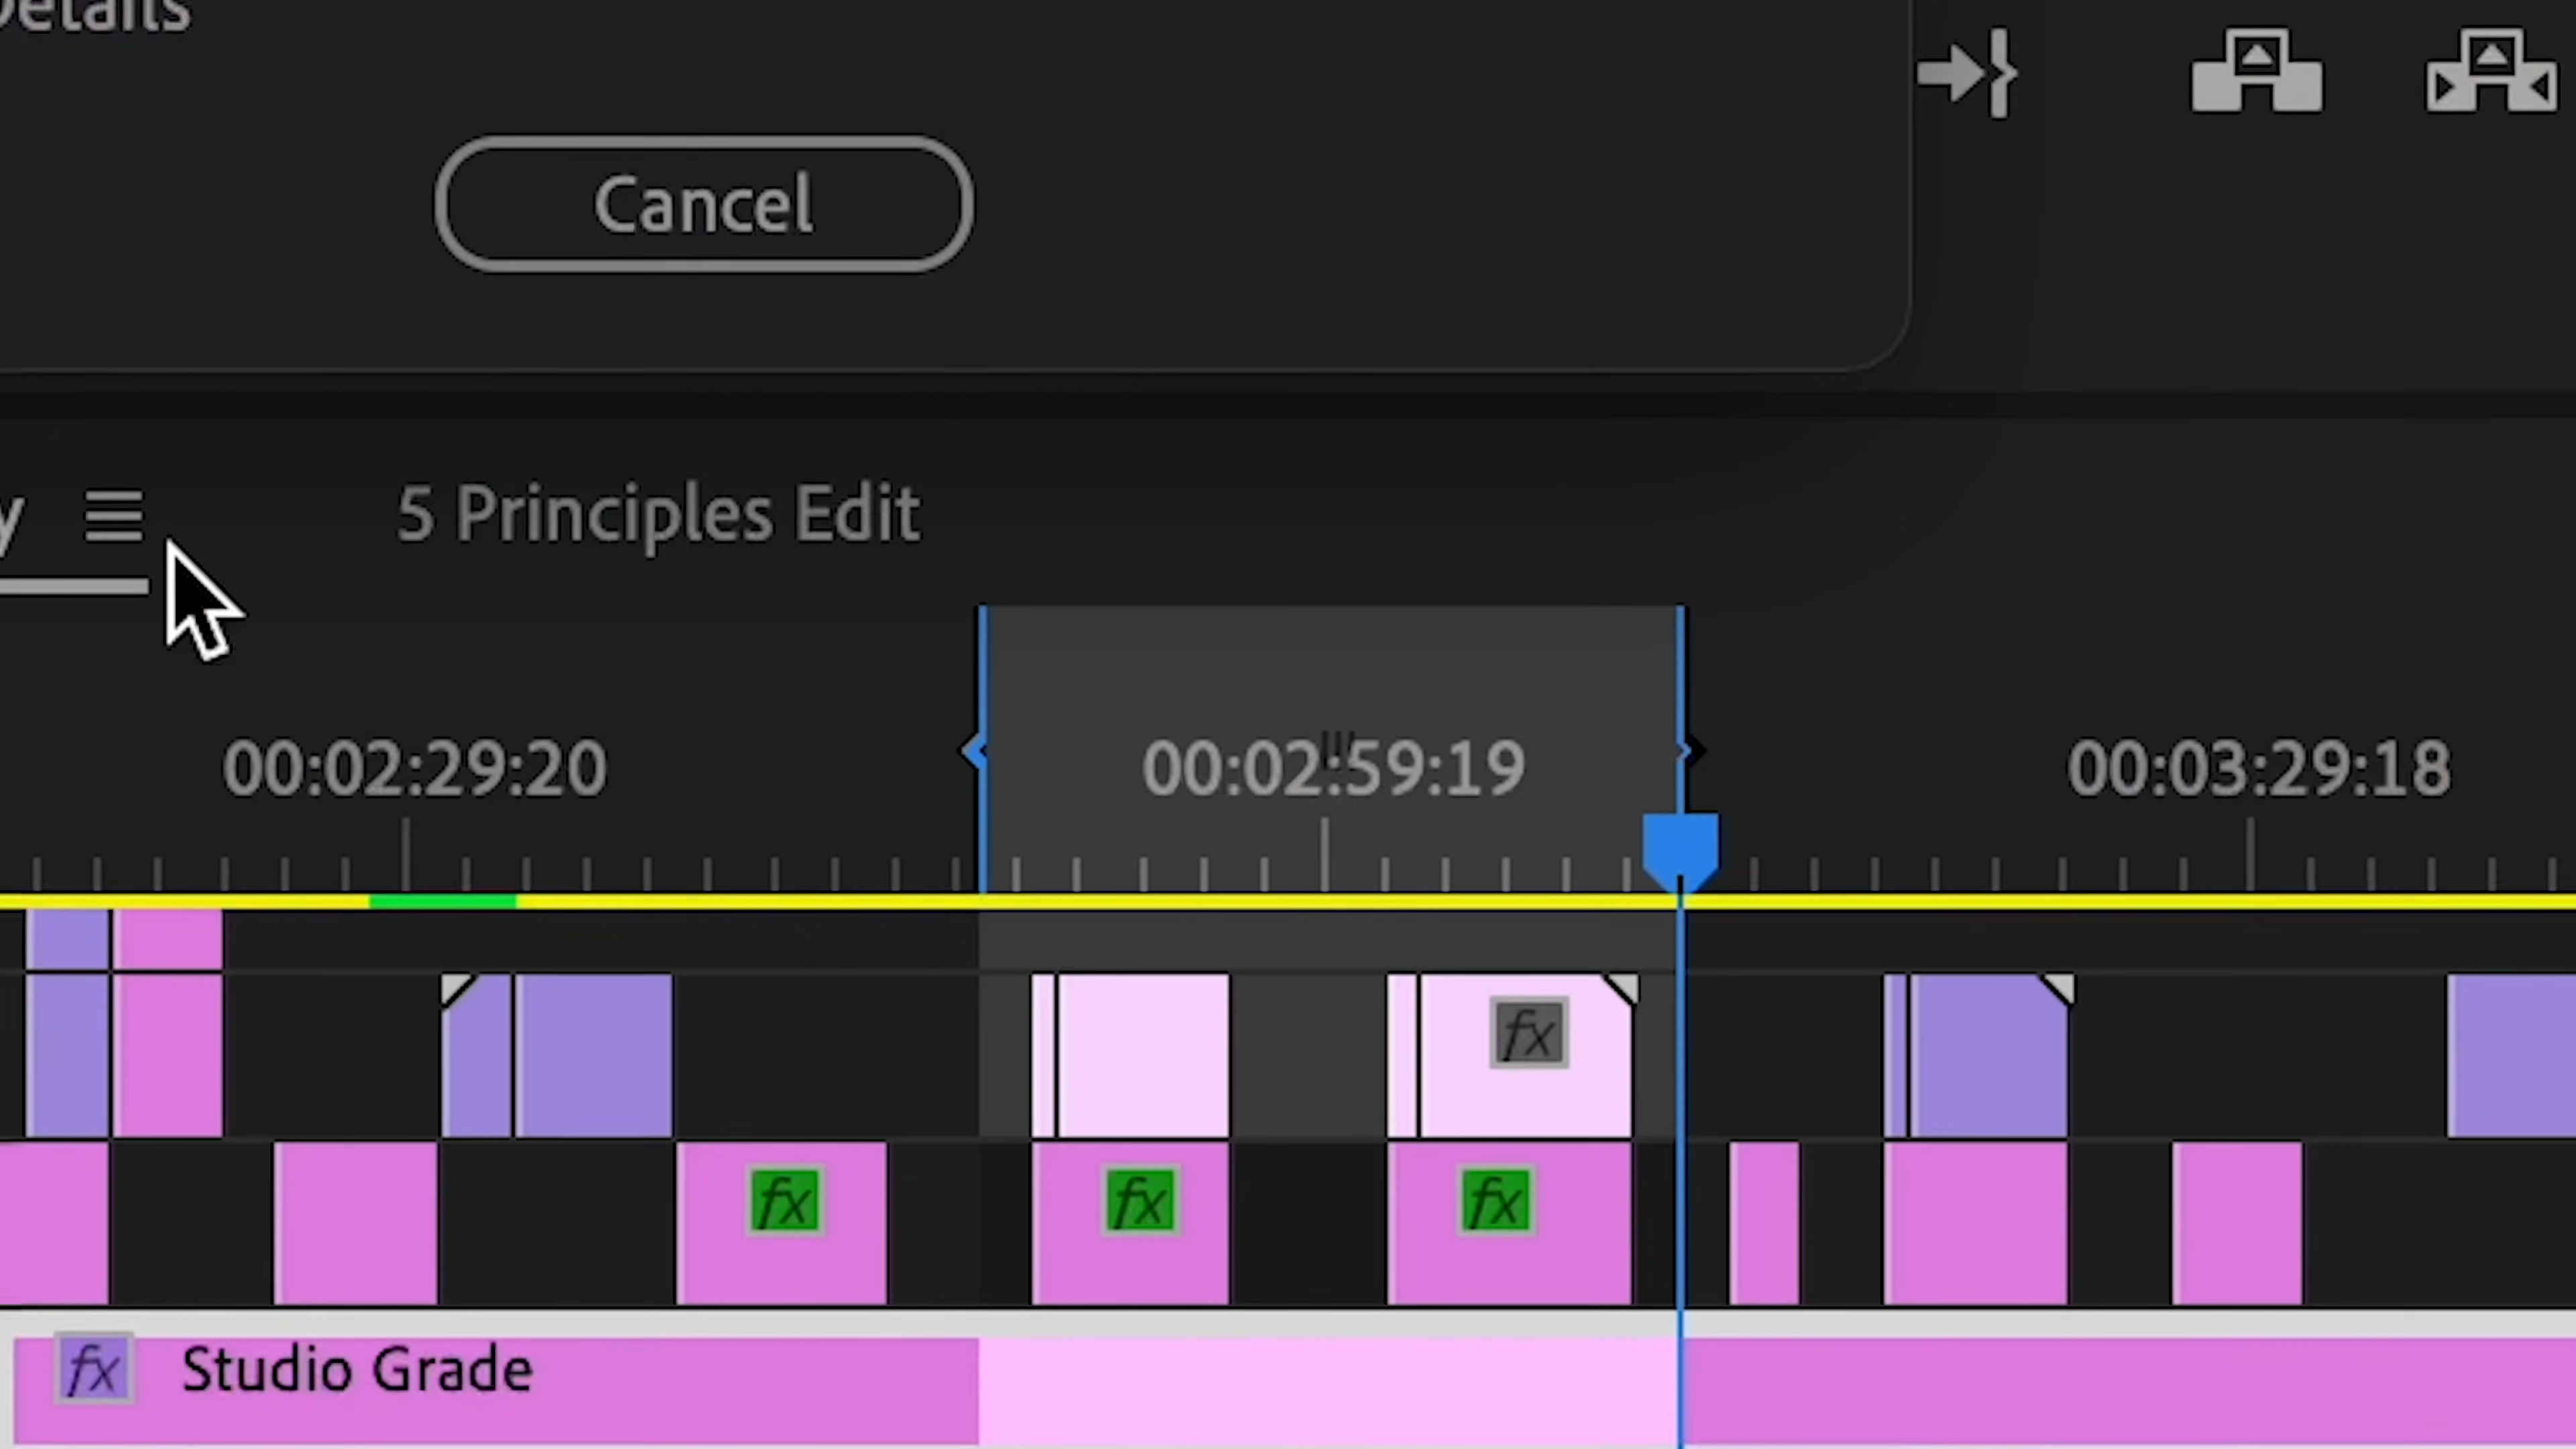 Details
Cancel
y
5 Principles Edit
00:02:29:20
00:02:59:19
00:03:29:18
fx
fx
fx
fx
fx Studio Grade